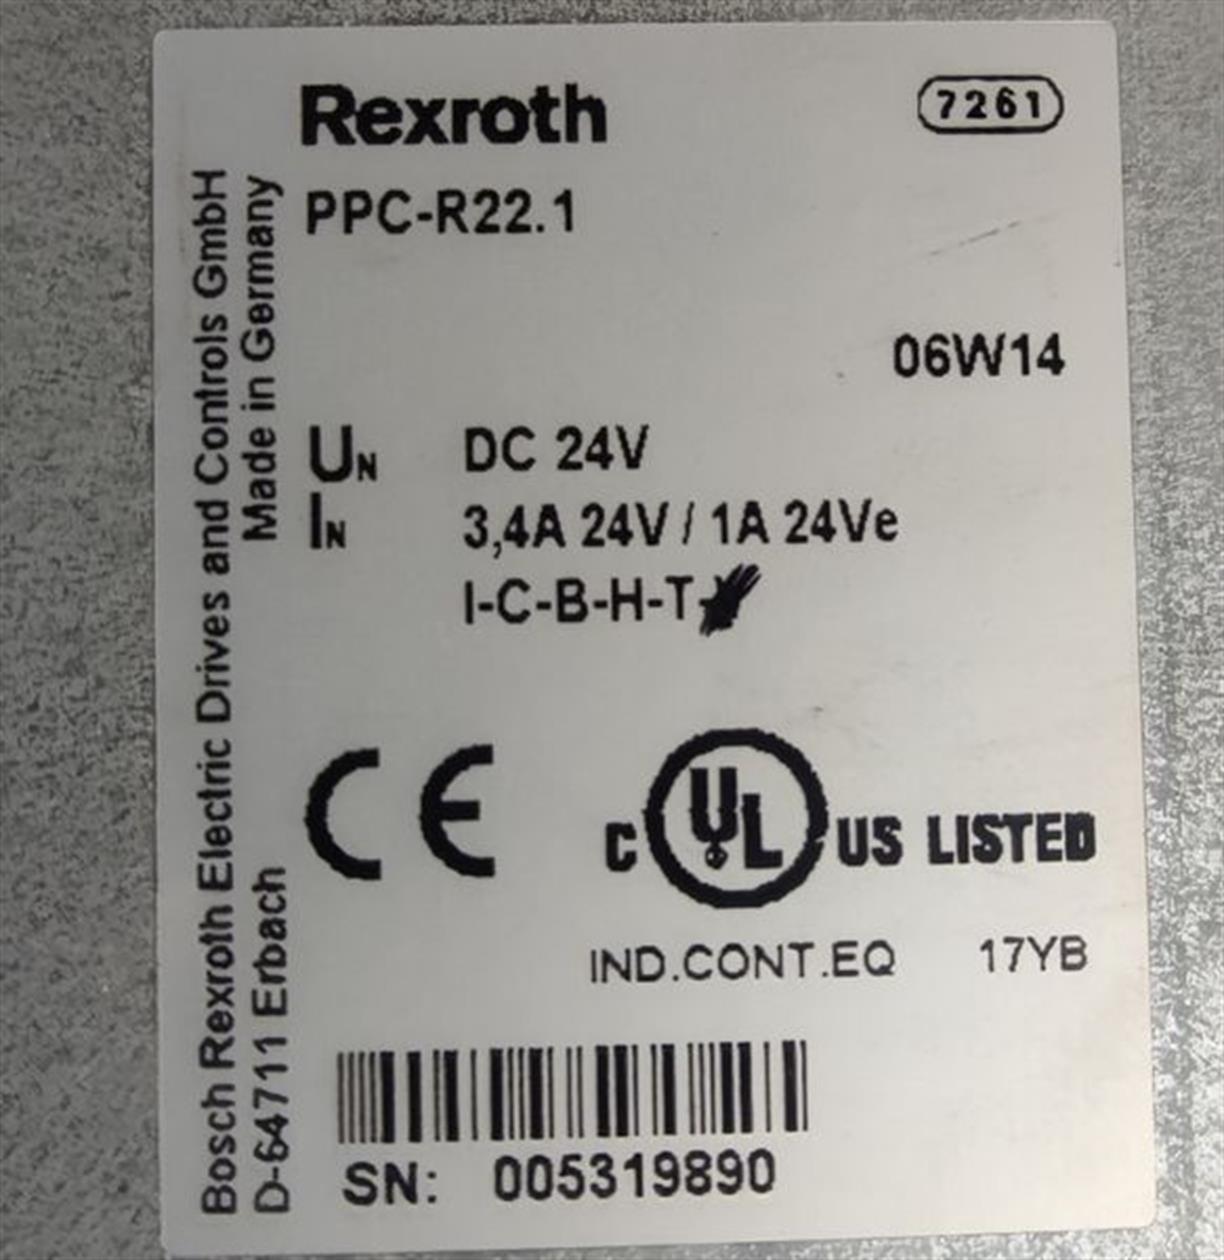 Rexroth
7261
PPC-R22.1
06W14
UN DC 24V
IN 3,4A 24V / 1A 24Ve
I-C-B-H-T
CE
C UL US LISTED
IND.CONT.EQ 17YB
SN: 005319890
Bosch Rexroth Electric Drives and Controls GmbH
D-64711 Erbach Made in Germany